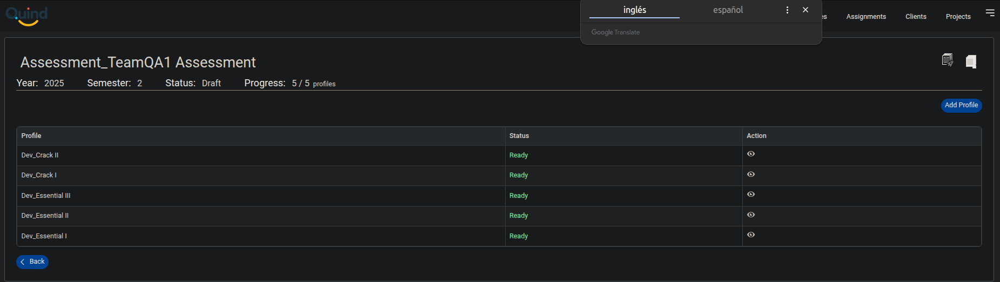 Quind
inglés español
Google Translate
es Assignments Clients Projects
Assessment_TeamQA1 Assessment
Year: 2025 Semester: 2 Status: Draft Progress: 5 / 5 profiles
Add Profile
Profile Status Action
Dev_Crack II Ready
Dev_Crack I Ready
Dev_Essential III Ready
Dev_Essential II Ready
Dev_Essential I Ready
Back